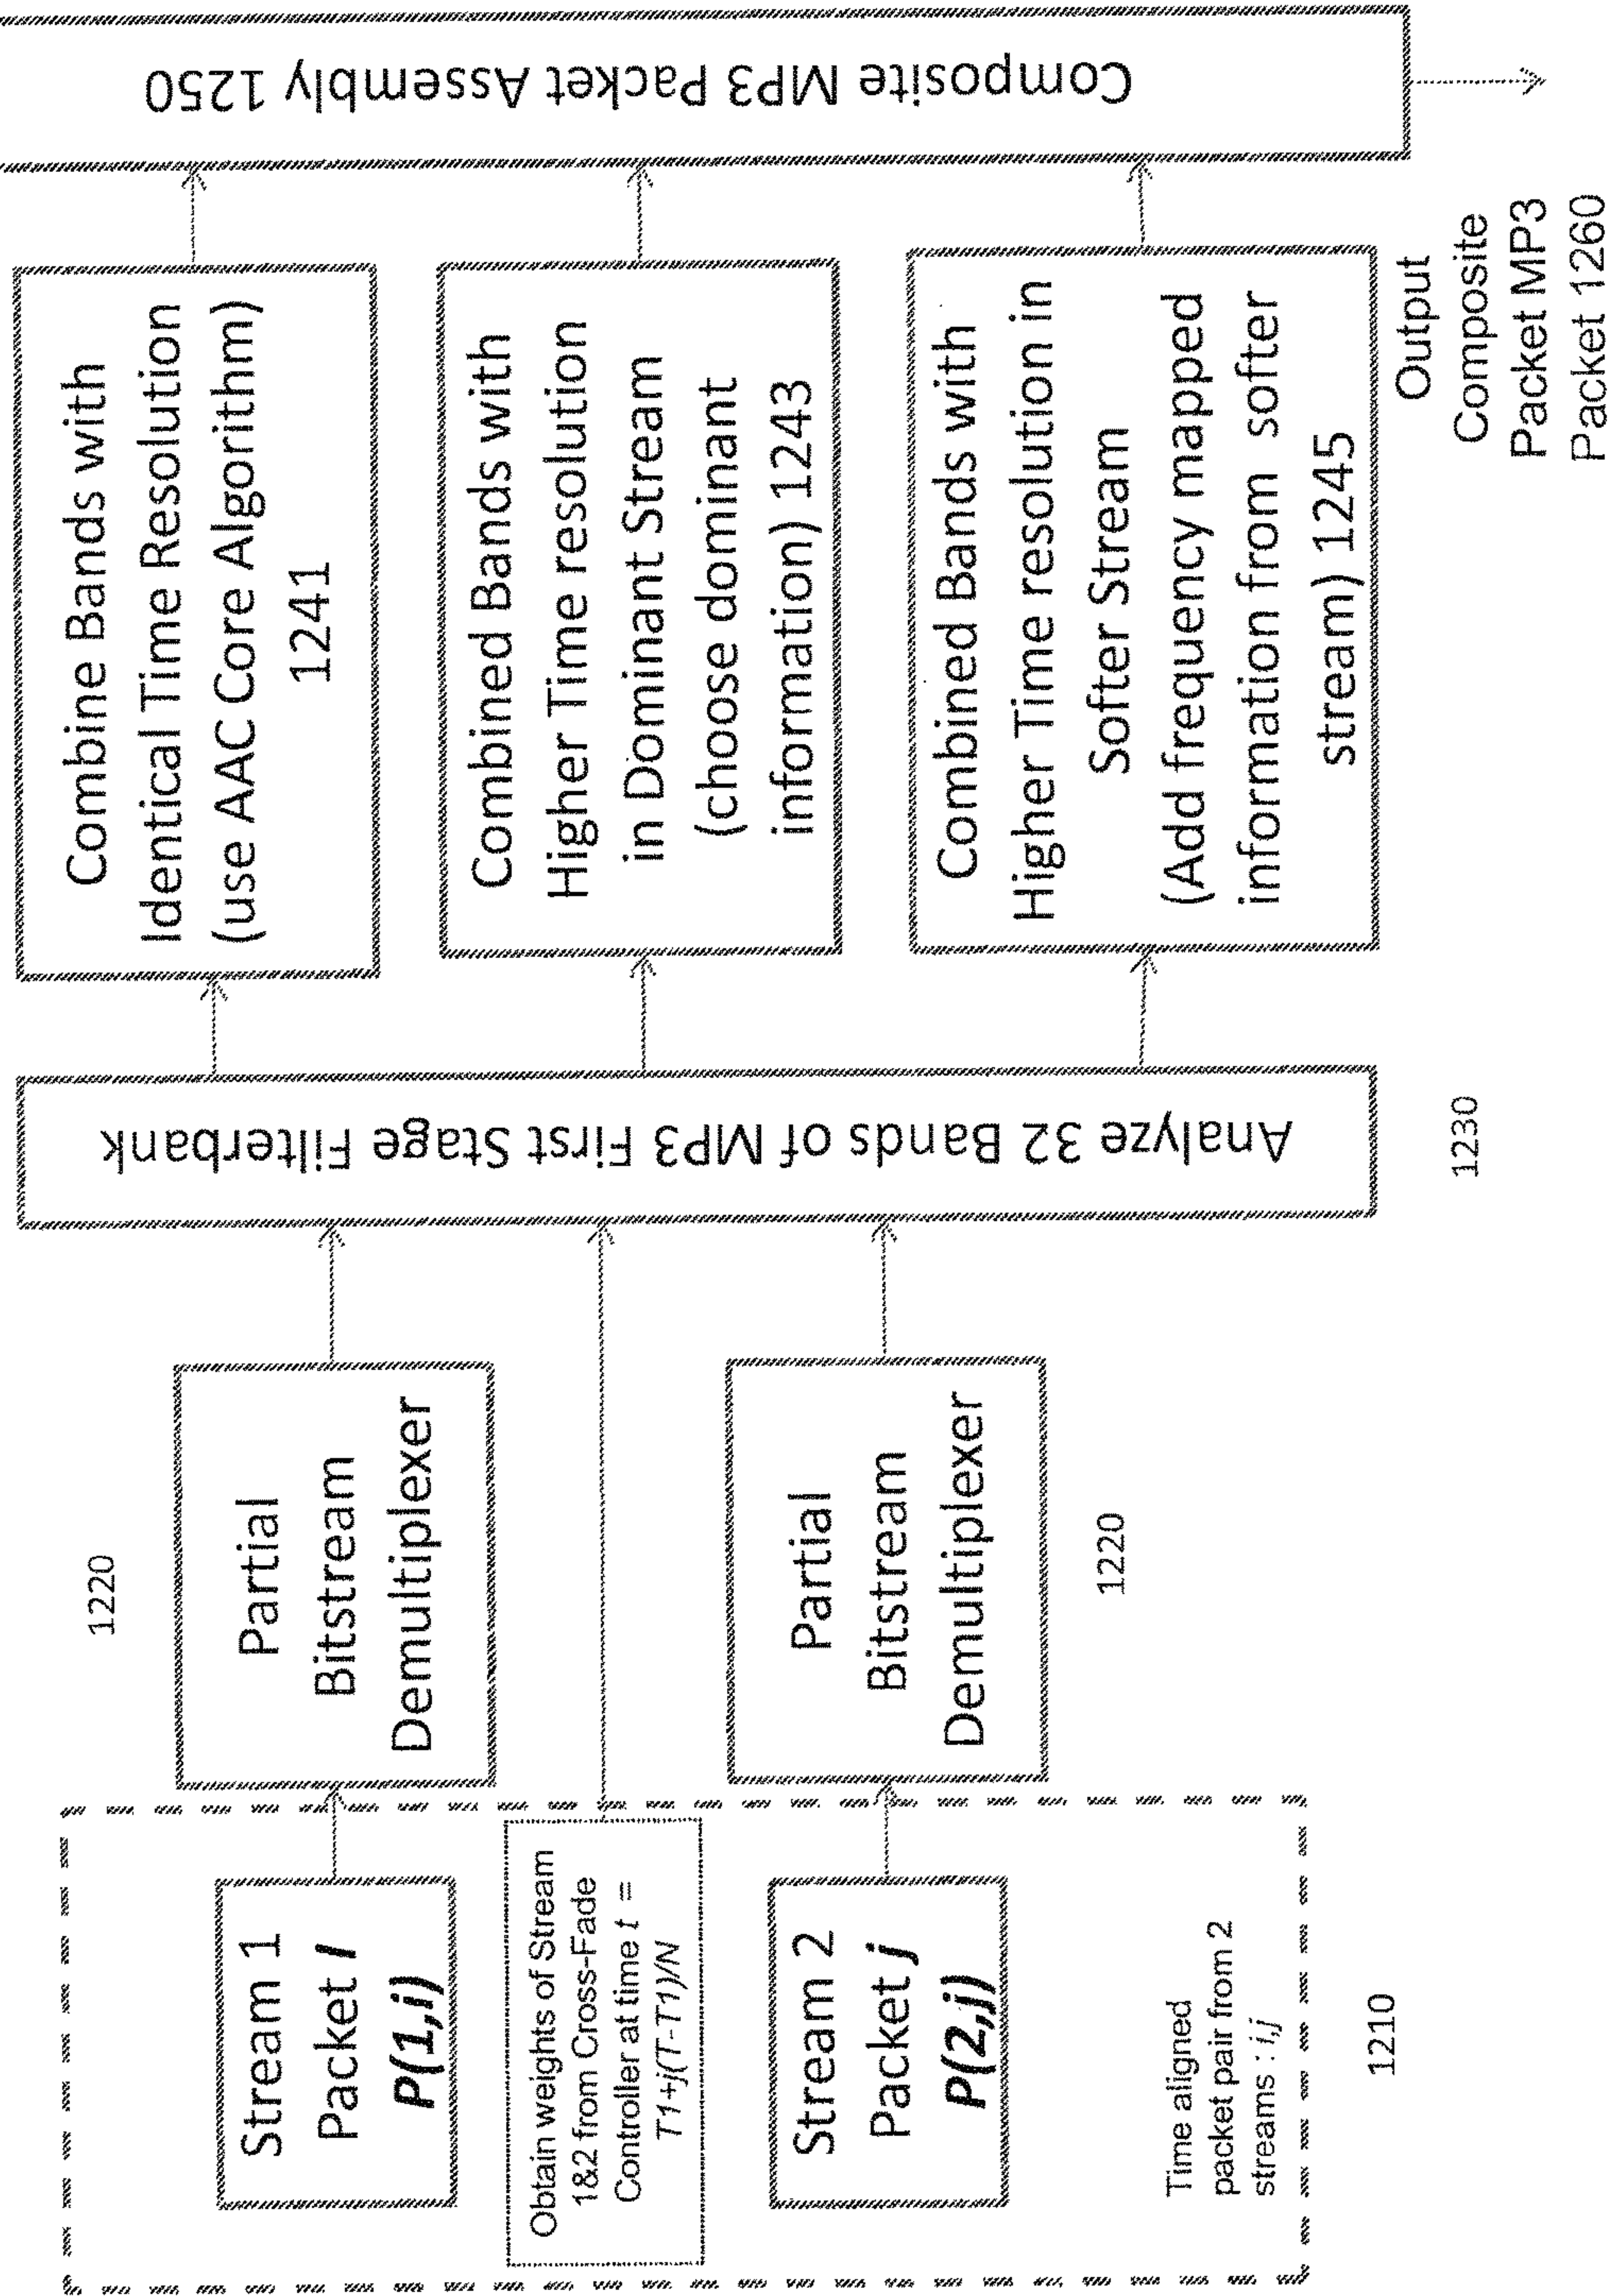 Stream 1
Packet I
P(1,i)
Obtain weights of Stream
1&2 from Cross-Fade
Controller at time t =
T1+j(T-T1)/N
Stream 2
Packet j
P(2,j)
Time aligned
packet pair from 2
streams : i,j
1210
1220
Partial
Bitstream
Demultiplexer
Partial
Bitstream
Demultiplexer
1220
Analyze 32 Bands of MP3 First Stage Filterbank
1230
Combine Bands with
Identical Time Resolution
(use AAC Core Algorithm)
1241
Combined Bands with
Higher Time resolution
in Dominant Stream
(choose dominant
information) 1243
Combined Bands with
Higher Time resolution in
Softer Stream
(Add frequency mapped
information from softer
stream) 1245
Composite MP3 Packet Assembly 1250
Output
Composite
Packet MP3
Packet 1260